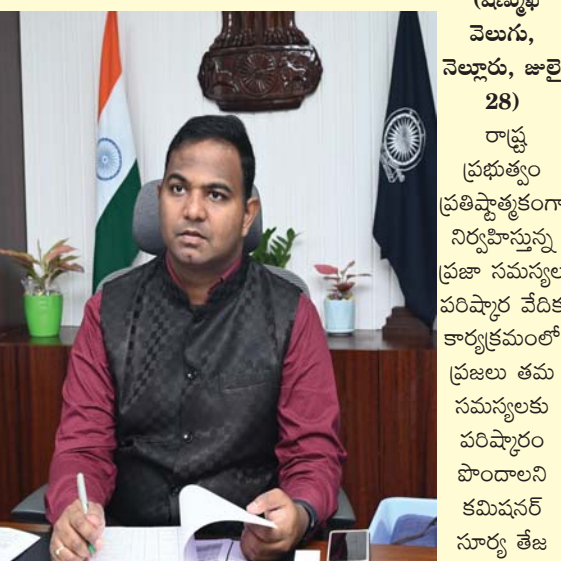 (షణ్ముఖ
వెలుగు,
నెల్లూరు, జులై
28)
రాష్ట్ర
ప్రభుత్వం
ప్రతిష్టాత్మకంగా
నిర్వహిస్తున్న
ప్రజా సమస్యల
పరిష్కార వేదిక
కార్యక్రమంలో
ప్రజలు తమ
సమస్యలకు
పరిష్కారం
పొందాలని
కమిషనర్
సూర్య తేజ